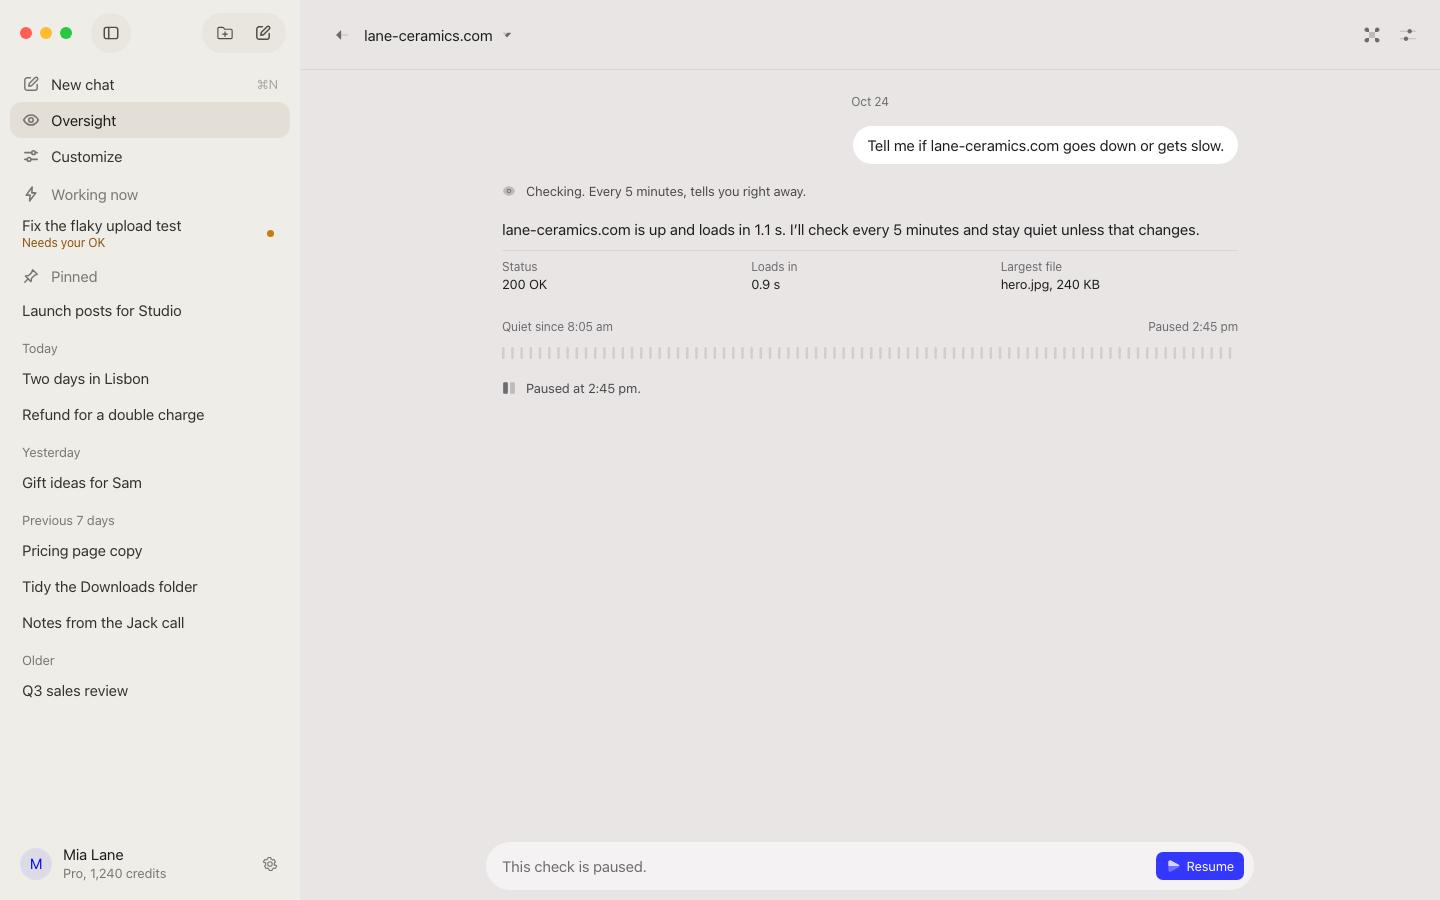 New chat
⌘N
Oversight
Customize
Working now
Fix the flaky upload test
Needs your OK
Pinned
Launch posts for Studio
Today
Two days in Lisbon
Refund for a double charge
Yesterday
Gift ideas for Sam
Previous 7 days
Pricing page copy
Tidy the Downloads folder
Notes from the Jack call
Older
Q3 sales review
M
Mia Lane
Pro, 1,240 credits
lane-ceramics.com
Oct 24
Tell me if lane-ceramics.com goes down or gets slow.
Checking. Every 5 minutes, tells you right away.
lane-ceramics.com is up and loads in 1.1 s. I’ll check every 5 minutes and stay quiet unless that changes.
Status
200 OK
Loads in
0.9 s
Largest file
hero.jpg, 240 KB
Quiet since 8:05 am
Paused 2:45 pm
Paused at 2:45 pm.
This check is paused.
Resume